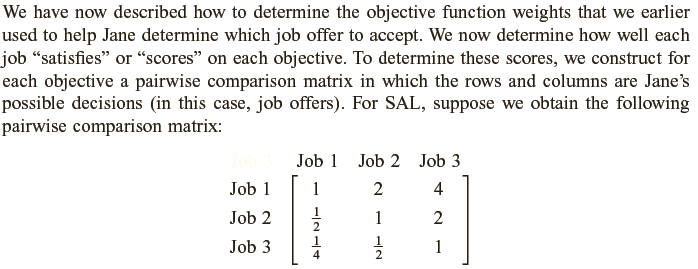 We have now described how to determine the objective function weights that we earlier
used to help Jane determine which job offer to accept. We now determine how well each
job “satisfies” or “scores” on each objective. To determine these scores, we construct for
each objective a pairwise comparison matrix in which the rows and columns are Jane’s
possible decisions (in this case, job offers). For SAL, suppose we obtain the following
pairwise comparison matrix:
Job 3 Job 1 Job 2 Job 3
Job 1 1 2 4
Job 2 1/2 1 2
Job 3 1/4 1/2 1